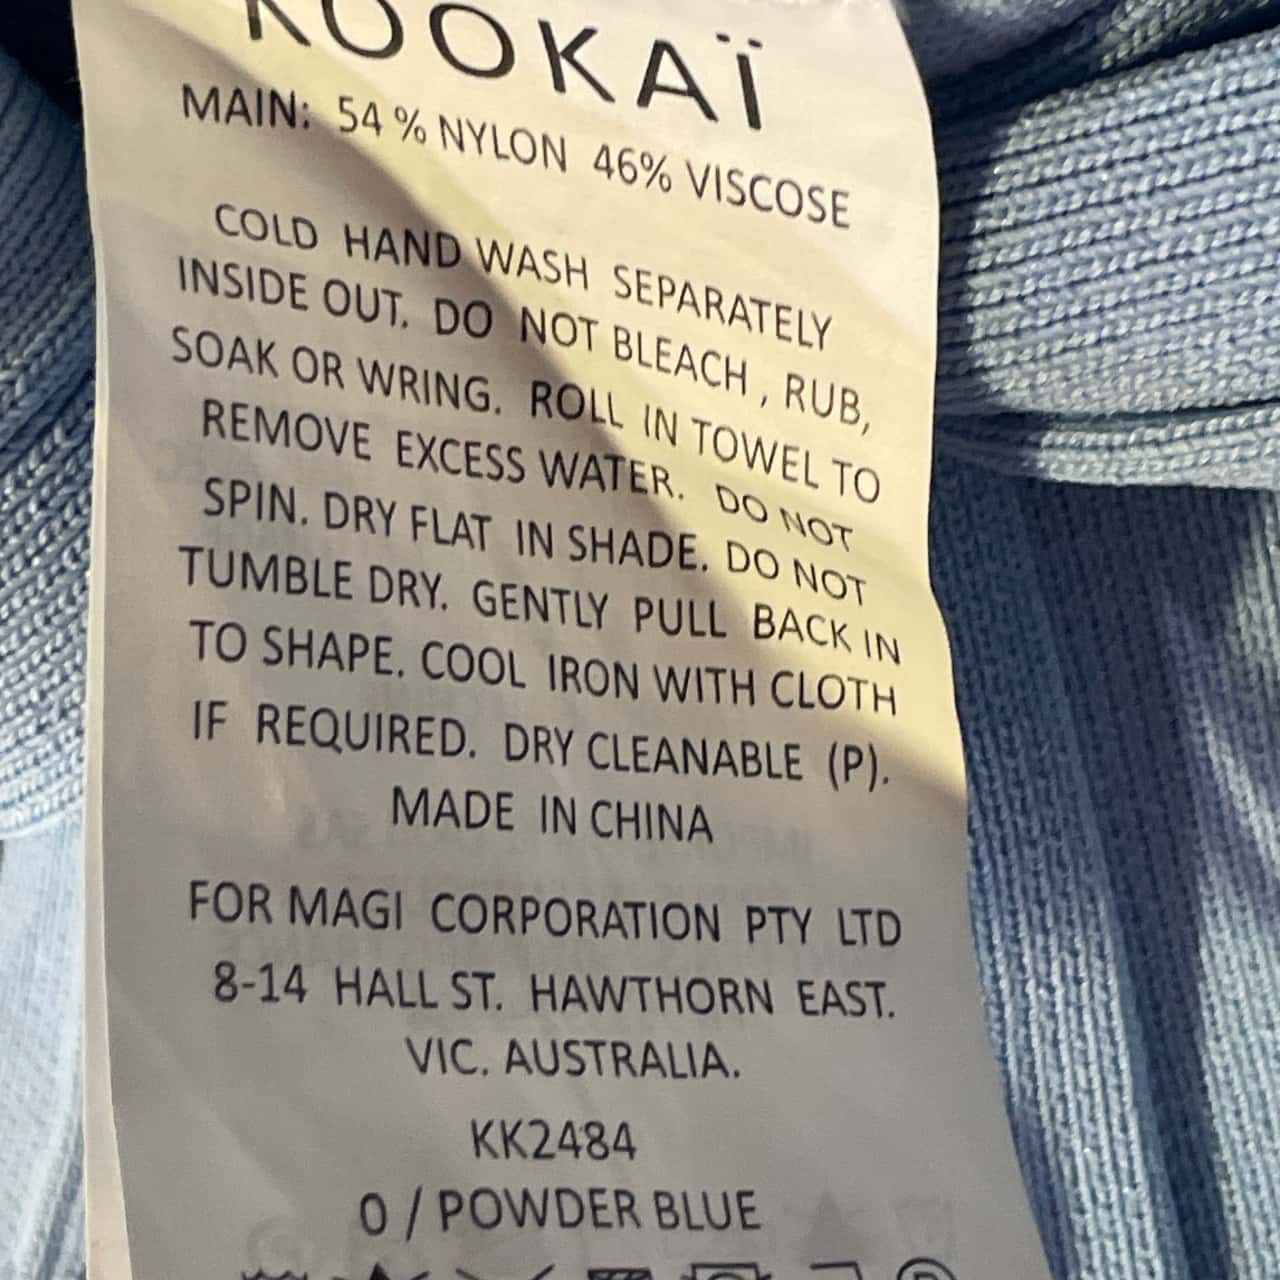 KOOKAÏ
MAIN: 54 % NYLON 46% VISCOSE
COLD HAND WASH SEPARATELY
INSIDE OUT. DO NOT BLEACH , RUB,
SOAK OR WRING. ROLL IN TOWEL TO
REMOVE EXCESS WATER. DO NOT
SPIN. DRY FLAT IN SHADE. DO NOT
TUMBLE DRY. GENTLY PULL BACK IN
TO SHAPE. COOL IRON WITH CLOTH
IF REQUIRED. DRY CLEANABLE (P).
MADE IN CHINA
FOR MAGI CORPORATION PTY LTD
8-14 HALL ST. HAWTHORN EAST.
VIC. AUSTRALIA.
KK2484
0 / POWDER BLUE